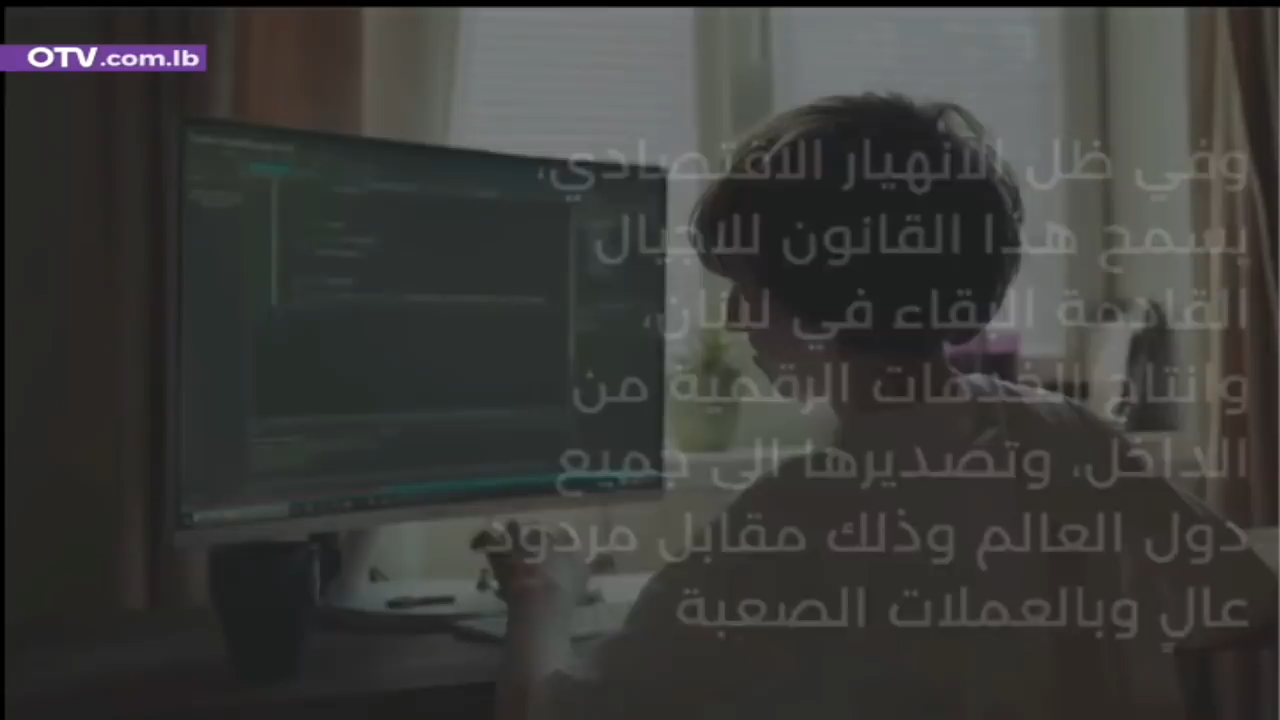 OTV.com.lb
وفي ظل الانهيار الاقتصادي،
يسمح هذا القانون للاجيال
القادمة البقاء في لبنان،
وانتاج الخدمات الرقمية من
الداخل، وتصديرها الى جميع
دول العالم وذلك مقابل مردود
عالٍ وبالعملات الصعبة